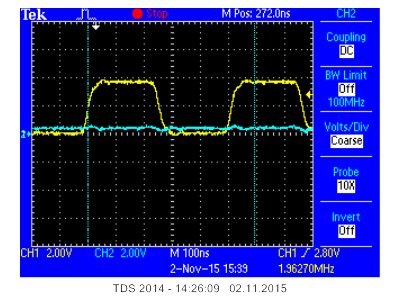 Tek Stop M Pos: 272.0ns CH2
Coupling
DC
BW Limit
Off
100MHz
Volts/Div
Coarse
Probe
10X
Invert
Off
2
CH1 2.00V CH2 2.00V M 100ns CH1 2.80V
2-Nov-15 15:39 1.96270MHz
TDS 2014 - 14:26:09 02.11.2015